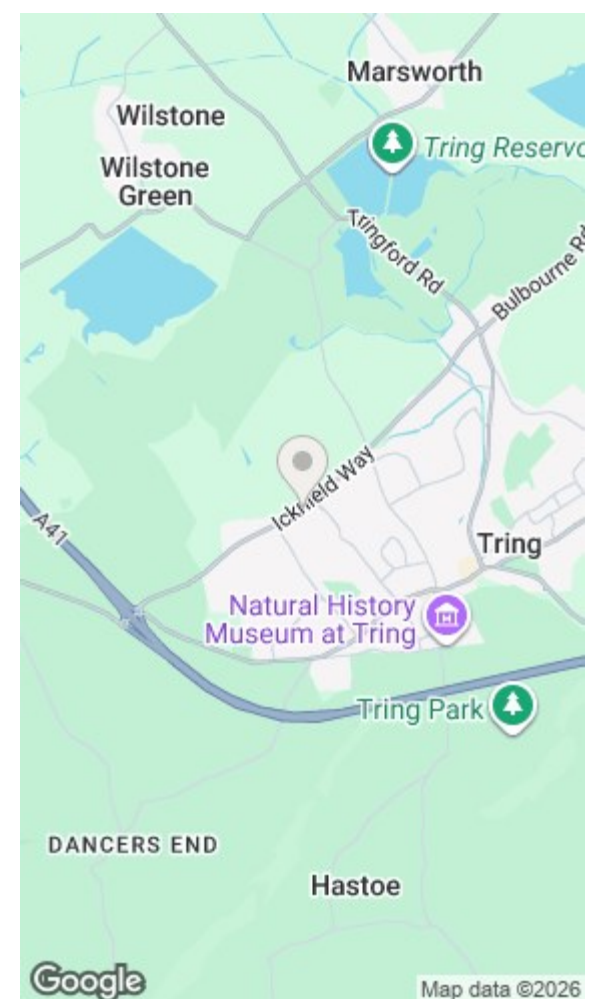 Marsworth
Wilstone
Tring Reservo
Wilstone
Green
Tringford Rd
Bulbourne Rd
Icknield Way
A41
Tring
Natural History
Museum at Tring
Tring Park
DANCERS END
Hastoe
Google
Map data ©2026